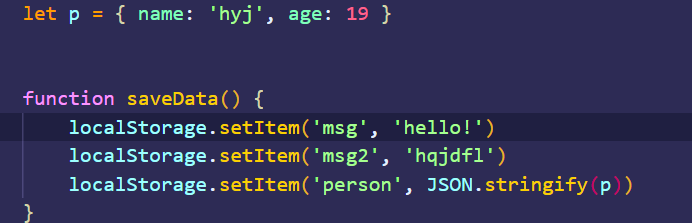 let p = { name: 'hyj', age: 19 }
function saveData() {
localStorage.setItem('msg', 'hello!')
localStorage.setItem('msg2', 'hqjdfl')
localStorage.setItem('person', JSON.stringify(p))
}